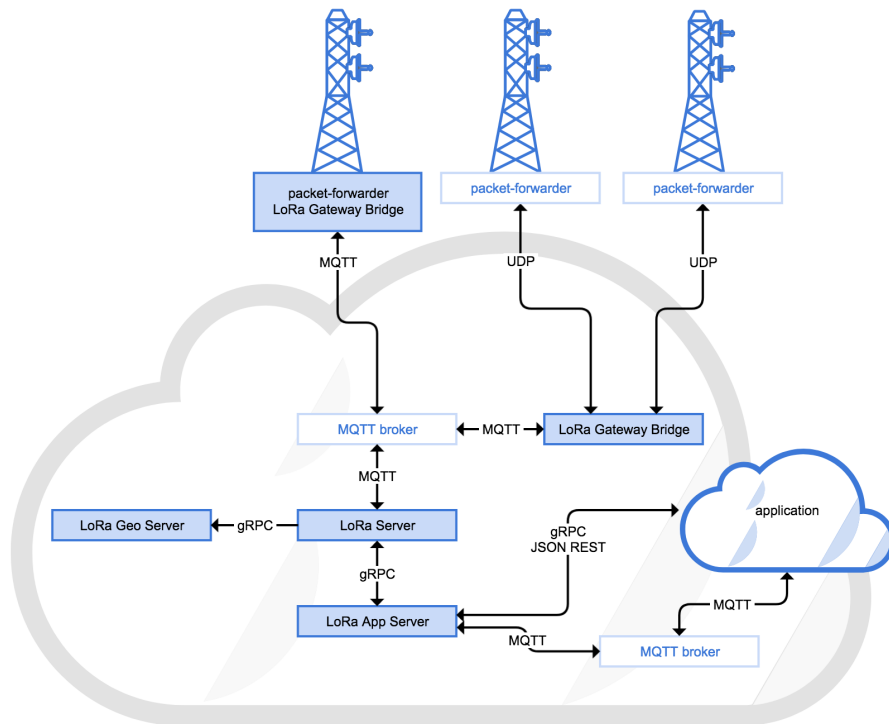 packet-forwarder
LoRa Gateway Bridge
packet-forwarder
packet-forwarder
MQTT
UDP
UDP
MQTT broker
MQTT
LoRa Gateway Bridge
MQTT
LoRa Geo Server
gRPC
LoRa Server
gRPC
JSON REST
application
gRPC
LoRa App Server
MQTT
MQTT
MQTT broker